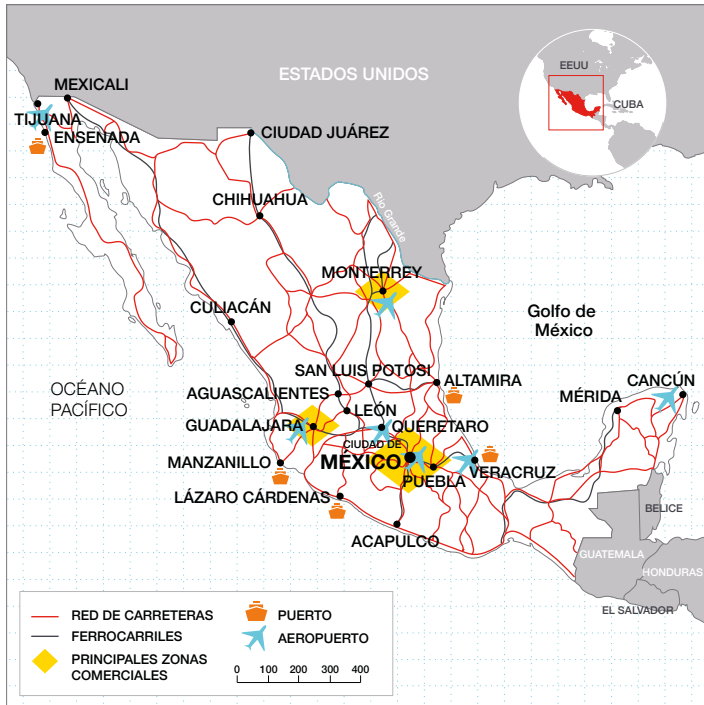 ESTADOS UNIDOS
EEUU
CUBA
MEXICALI
TIJUANA
ENSENADA
CIUDAD JUÁREZ
CHIHUAHUA
Río Grande
MONTERREY
CULIACÁN
Golfo de
México
OCÉANO
PACÍFICO
SAN LUIS POTOSI
ALTAMIRA
CANCÚN
AGUASCALIENTES
MÉRIDA
LEÓN
GUADALAJARA
QUERETARO
CIUDAD DE
MÉXICO
MANZANILLO
PUEBLA
VERACRUZ
LÁZARO CÁRDENAS
ACAPULCO
BELICE
GUATEMALA
HONDURAS
EL SALVADOR
RED DE CARRETERAS
FERROCARRILES
PRINCIPALES ZONAS
COMERCIALES
PUERTO
AEROPUERTO
0 100 200 300 400